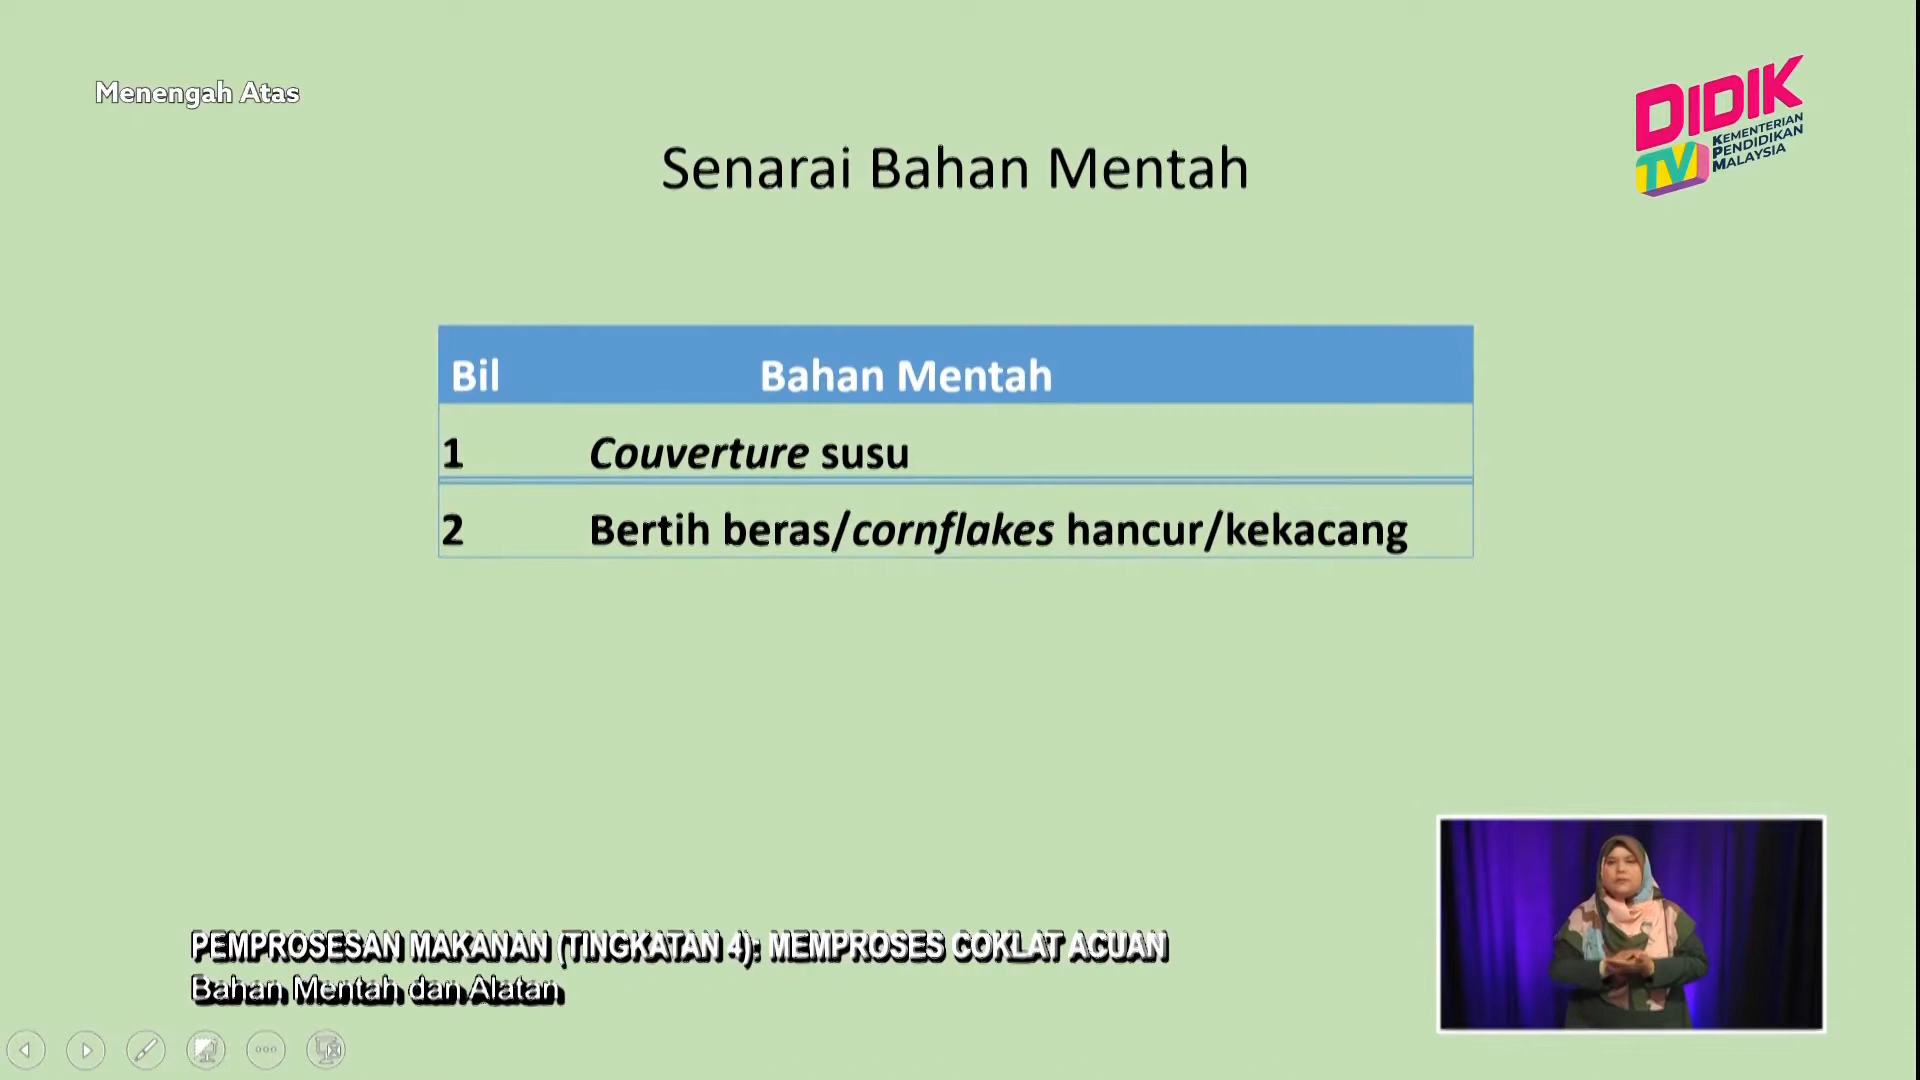 Menengah Atas
DIDIK
TV
KEMENTERIAN
PENDIDIKAN
MALAYSIA
Senarai Bahan Mentah
Bil Bahan Mentah
1 Couverture susu
2 Bertih beras/cornflakes hancur/kekacang
PEMPROSESAN MAKANAN (TINGKATAN 4): MEMPROSES COKLAT ACUAN
Bahan Mentah dan Alatan